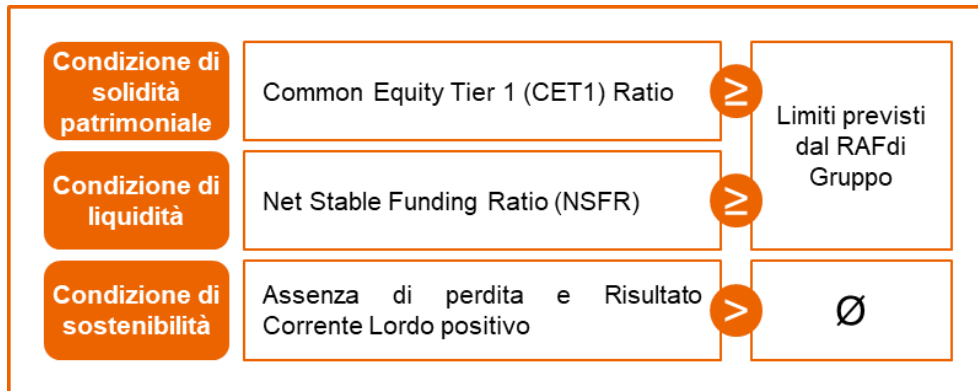 Condizione di
solidità
patrimoniale
Common Equity Tier 1 (CET1) Ratio
≥
Limiti previsti
dal RAFdi
Gruppo
Condizione di
liquidità
Net Stable Funding Ratio (NSFR)
≥
Condizione di
sostenibilità
Assenza di perdita e Risultato
Corrente Lordo positivo
>
Ø